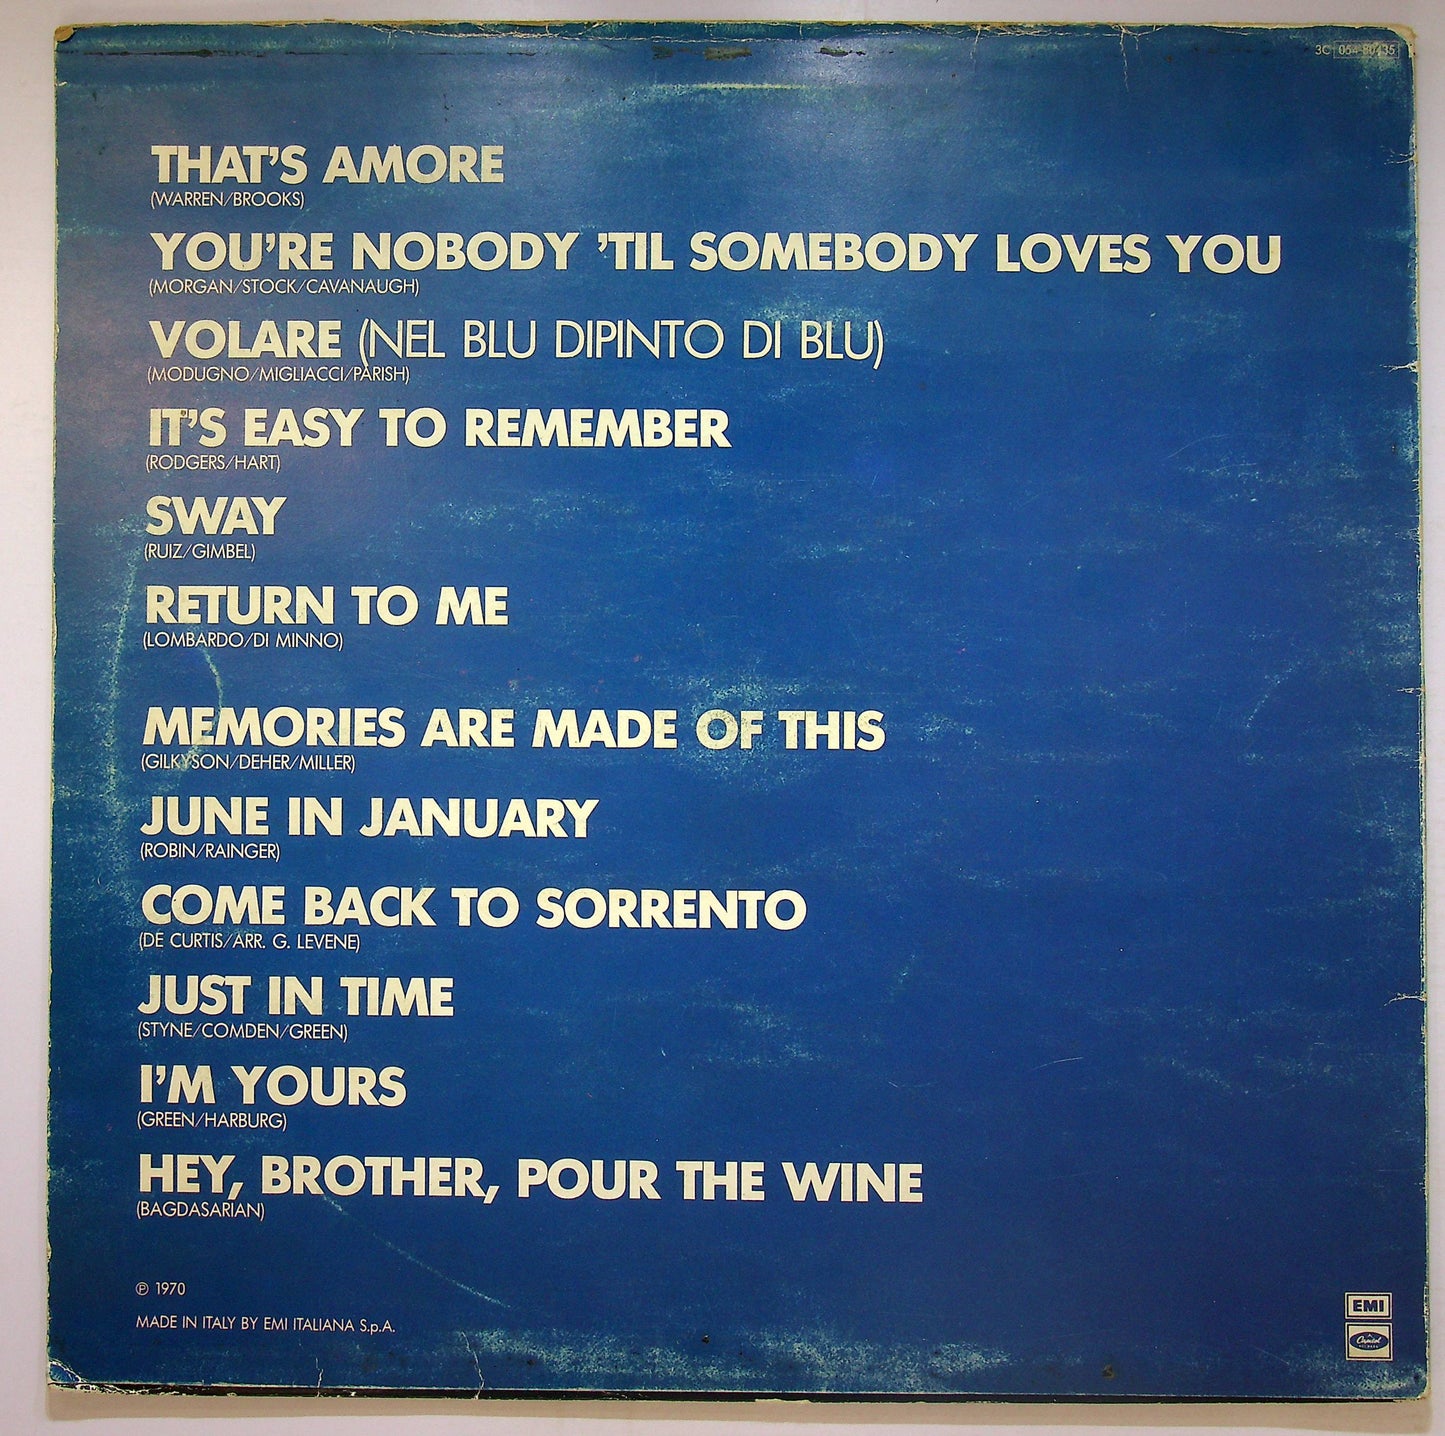 3C 054-80435
THAT'S AMORE
(WARREN/BROOKS)
YOU'RE NOBODY 'TIL SOMEBODY LOVES YOU
(MORGAN/STOCK/CAVANAUGH)
VOLARE (NEL BLU DIPINTO DI BLU)
(MODUGNO/MIGLIACCI/PARISH)
IT'S EASY TO REMEMBER
(RODGERS/HART)
SWAY
(RUIZ/GIMBEL)
RETURN TO ME
(LOMBARDO/DI MINNO)
MEMORIES ARE MADE OF THIS
(GILKYSON/DEHER/MILLER)
JUNE IN JANUARY
(ROBIN/RAINGER)
COME BACK TO SORRENTO
(DE CURTIS/ARR. G. LEVENE)
JUST IN TIME
(STYNE/COMDEN/GREEN)
I'M YOURS
(GREEN/HARBURG)
HEY, BROTHER, POUR THE WINE
(BAGDASARIAN)
℗ 1970
MADE IN ITALY BY EMI ITALIANA S.p.A.
EMI
Capitol
RECORDS